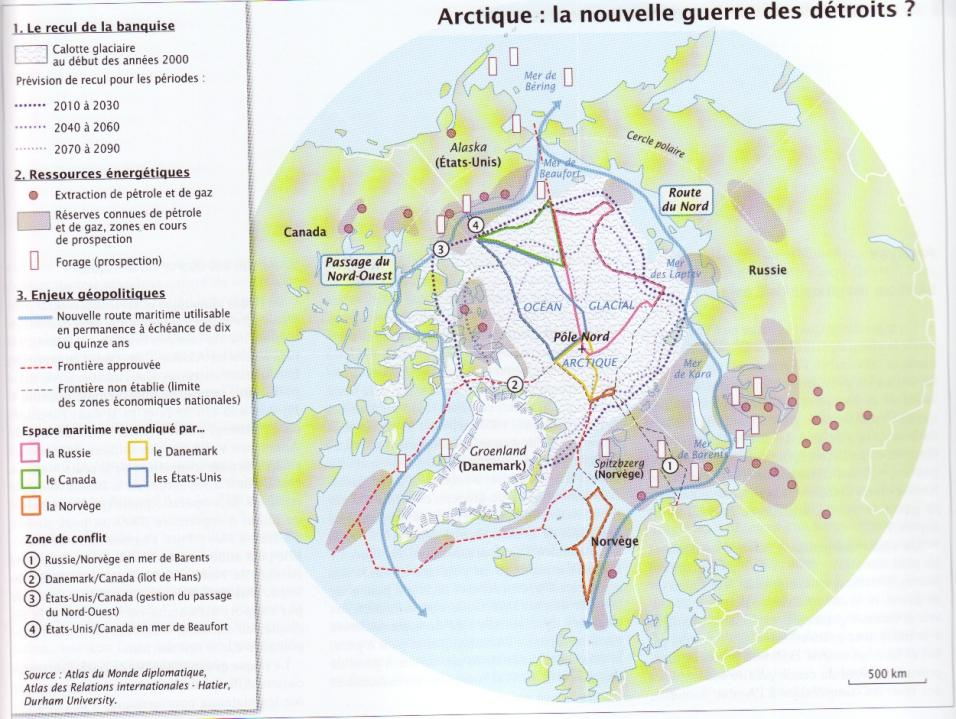 Arctique : la nouvelle guerre des détroits ?
1. Le recul de la banquise
Calotte glaciaire
au début des années 2000
Prévision de recul pour les périodes :
2010 à 2030
2040 à 2060
2070 à 2090
2. Ressources énergétiques
Extraction de pétrole et de gaz
Réserves connues de pétrole
et de gaz, zones en cours
de prospection
Forage (prospection)
3. Enjeux géopolitiques
Nouvelle route maritime utilisable
en permanence à échéance de dix
ou quinze ans
Frontière approuvée
Frontière non établie (limite
des zones économiques nationales)
Espace maritime revendiqué par...
la Russie
le Danemark
le Canada
les États-Unis
la Norvège
Zone de conflit
1 Russie/Norvège en mer de Barents
2 Danemark/Canada (îlot de Hans)
3 États-Unis/Canada (gestion du passage
du Nord-Ouest)
4 États-Unis/Canada en mer de Beaufort
Source : Atlas du Monde diplomatique,
Atlas des Relations internationales - Hatier,
Durham University.
Mer de
Béring
Cercle polaire
Alaska
(États-Unis)
Mer de
Beaufort
Route
du Nord
Canada
4
3
Passage du
Nord-Ouest
Mer
des Laptev
Russie
OCÉAN GLACIAL
Pôle Nord
ARCTIQUE
Mer
de Kara
2
Groenland
(Danemark)
Spitzberg
(Norvège)
1
Mer
de Barents
Norvège
500 km